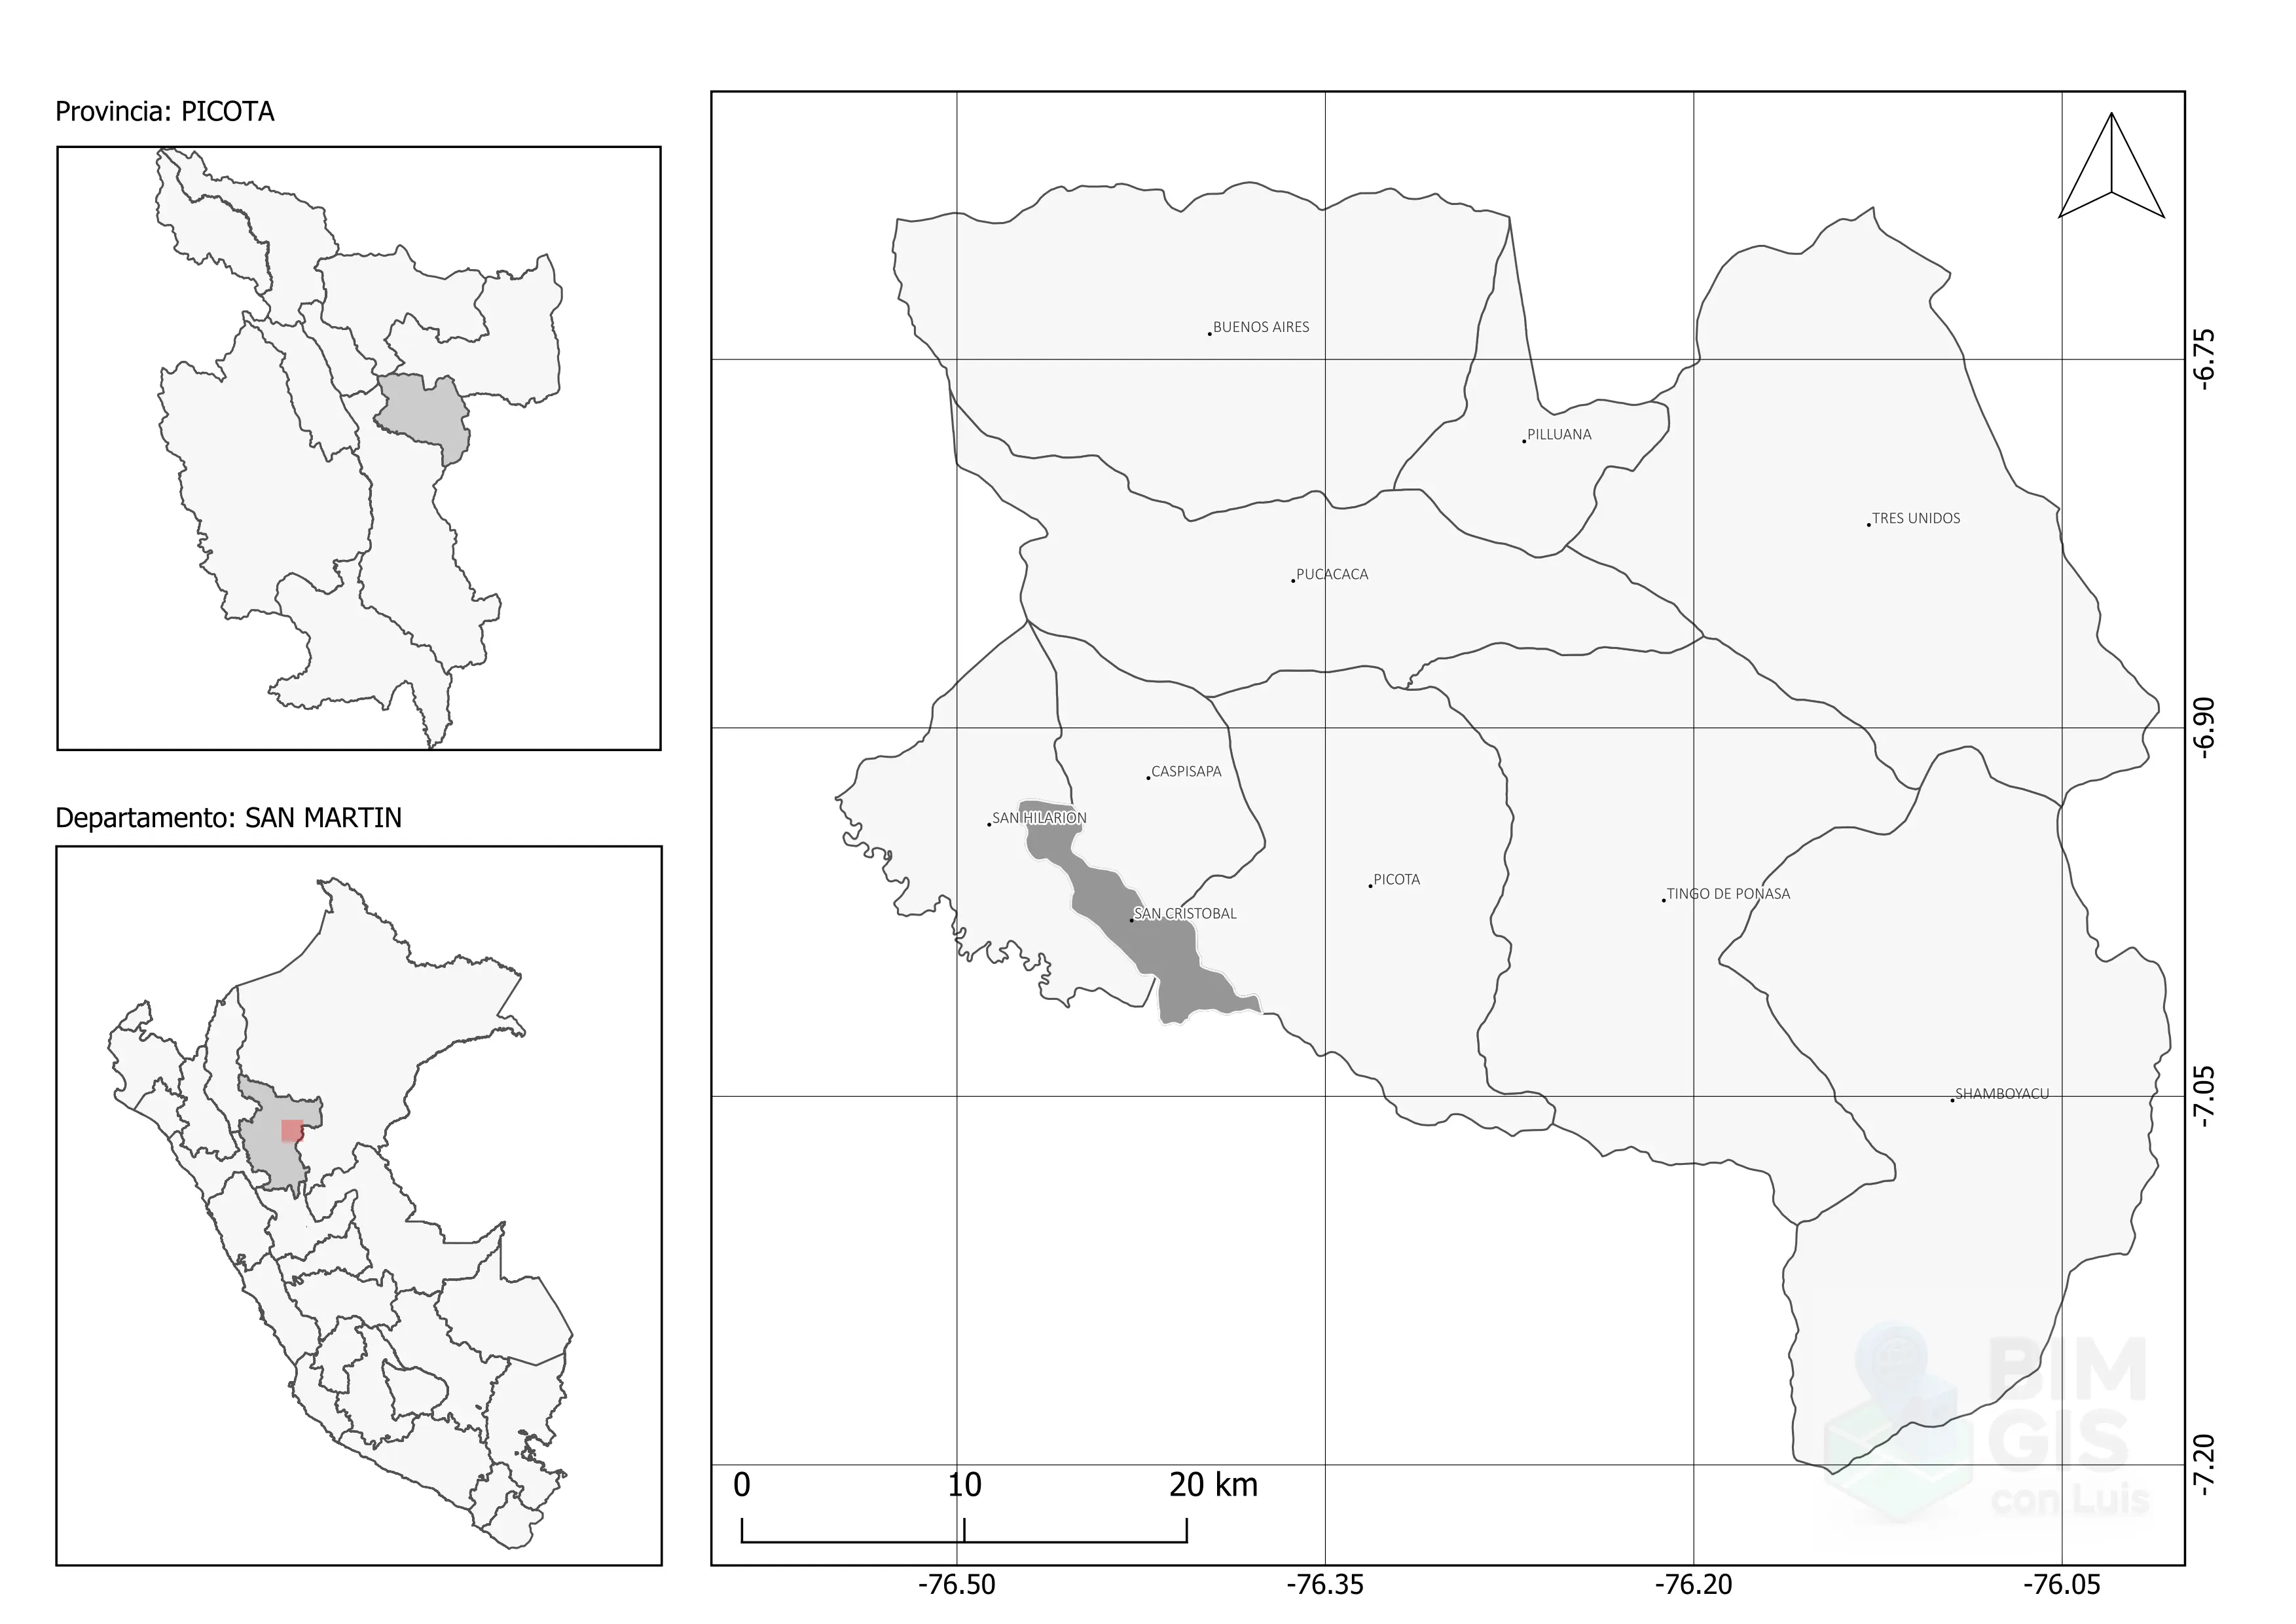 Provincia: PICOTA
Departamento: SAN MARTIN
BUENOS AIRES
PILLUANA
TRES UNIDOS
PUCACACA
CASPISAPA
SAN HILARION
PICOTA
TINGO DE PONASA
SAN CRISTOBAL
SHAMBOYACU
-6.75
-6.90
-7.05
-7.20
BIM
GIS
con Luis
0 10 20 km
-76.50 -76.35 -76.20 -76.05